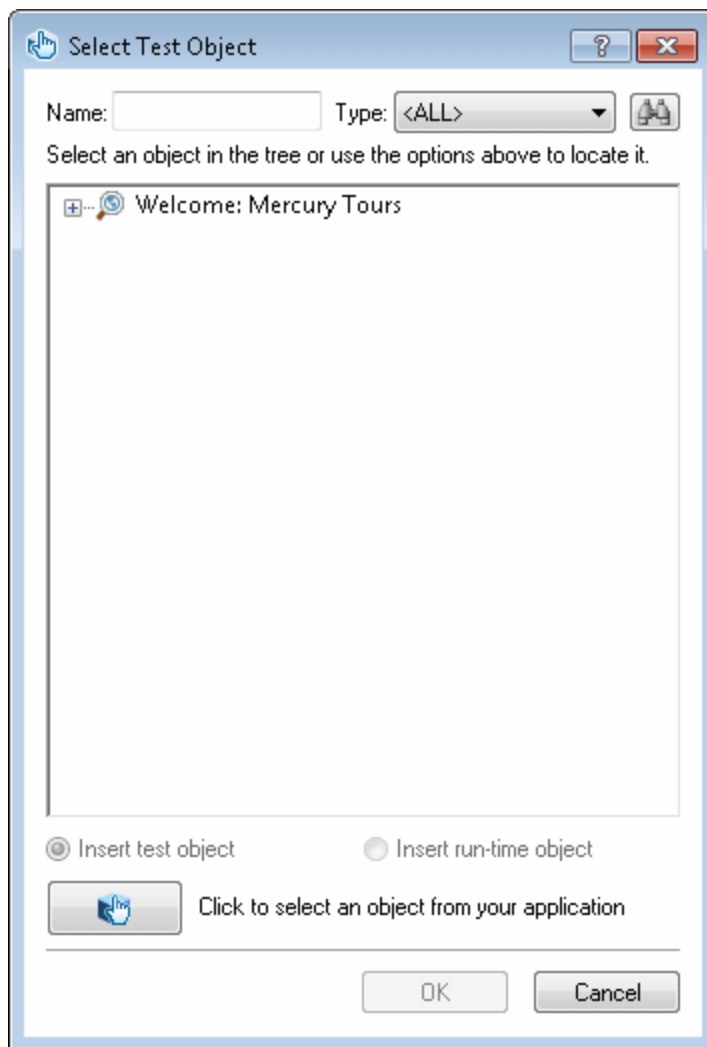 Select Test Object
Name: Type: <ALL>
Select an object in the tree or use the options above to locate it.
Welcome: Mercury Tours
Insert test object Insert run-time object
Click to select an object from your application
OK Cancel